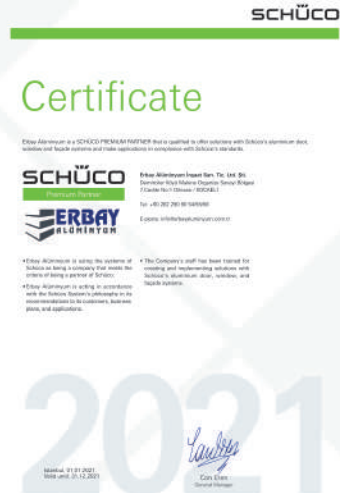 SCHÜCO
Certificate
Erbay Alüminyum is a SCHÜCO PREMIUM PARTNER that is qualified to offer solutions with Schüco's aluminium door,
window and façade systems and make applications in compliance with Schüco's standards.
SCHÜCO
Premium Partner
ERBAY
ALÜMİNYUM
Erbay Alüminyum İnşaat San. Tic. Ltd. Şti.
E-posta: info@erbayaluminyum.com.tr
• Erbay Alüminyum is using the systems of
Schüco as being a company that meets the
criteria of being a partner of Schüco.
• Erbay Alüminyum is acting in accordance
with the Schüco System's philosophy in its
recommendations to its customers, business
plans, and applications.
• The Company's staff has been trained for
creating and implementing solutions with
Schüco's aluminium door, window, and
façade systems.
2021
İstanbul, 01.01.2021
Valid until, 31.12.2021
Can Eren
General Manager